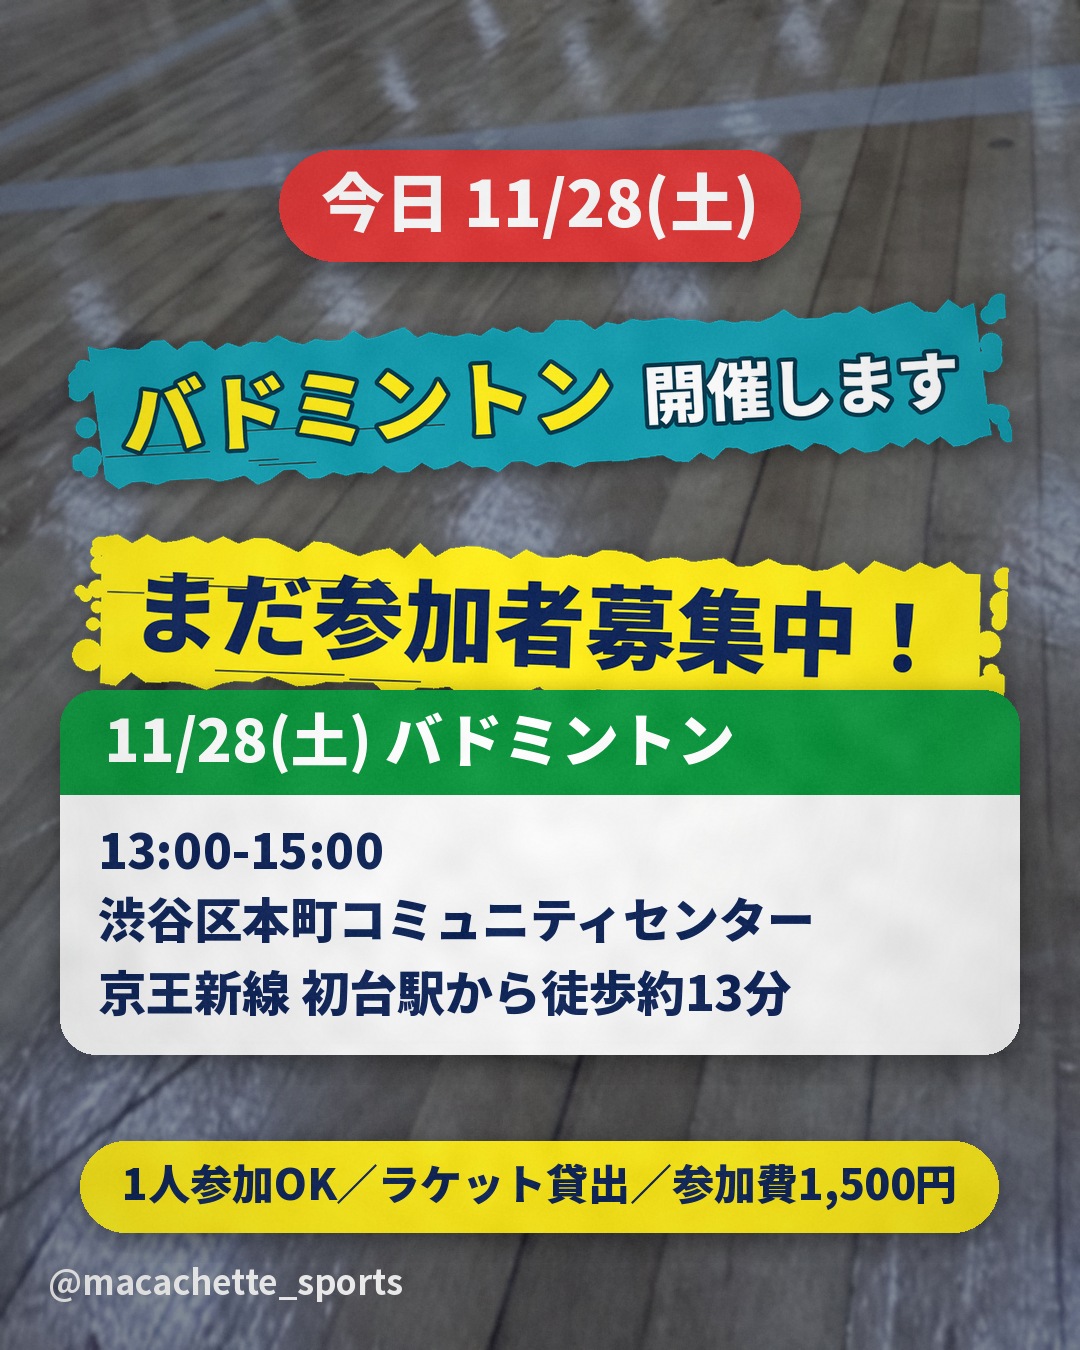 今日 11/28(土)
バドミントン 開催します
まだ参加者募集中！
11/28(土) バドミントン
13:00-15:00
渋谷区本町コミュニティセンター
京王新線 初台駅から徒歩約13分
1人参加OK／ラケット貸出／参加費1,500円
@macachette_sports